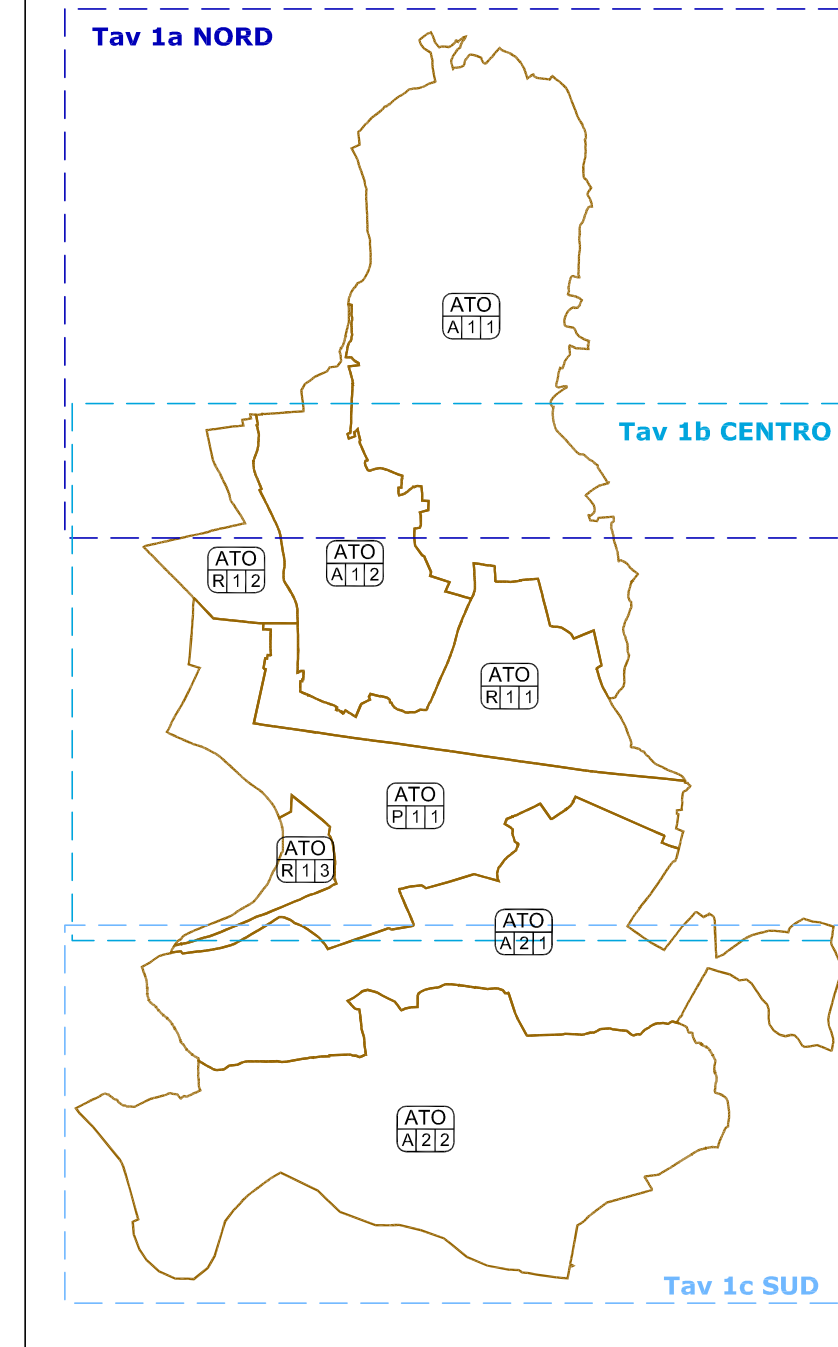 Tav 1a NORD
ATO
A 1 1
Tav 1b CENTRO
ATO
R 1 2
ATO
A 1 2
ATO
R 1 1
ATO
P 1 1
ATO
R 1 3
ATO
A 2 1
ATO
A 2 2
Tav 1c SUD